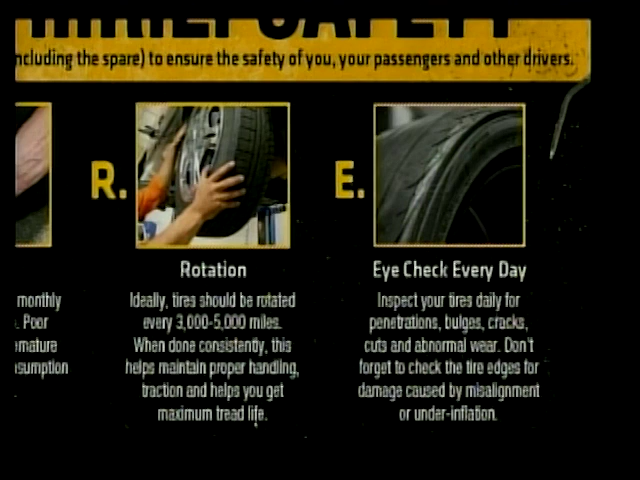 SAFETY
ncluding the spare) to ensure the safety of you, your passengers and other drivers.
R.
E.
Rotation
Eye Check Every Day
monthly
. Poor
mature
sumption
Ideally, tires should be rotated
every 3,000-5,000 miles.
When done consistently, this
helps maintain proper handling,
traction and helps you get
maximum tread life.
Inspect your tires daily for
penetrations, bulges, cracks,
cuts and abnormal wear. Don't
forget to check the tire edges for
damage caused by misalignment
or under-inflation.